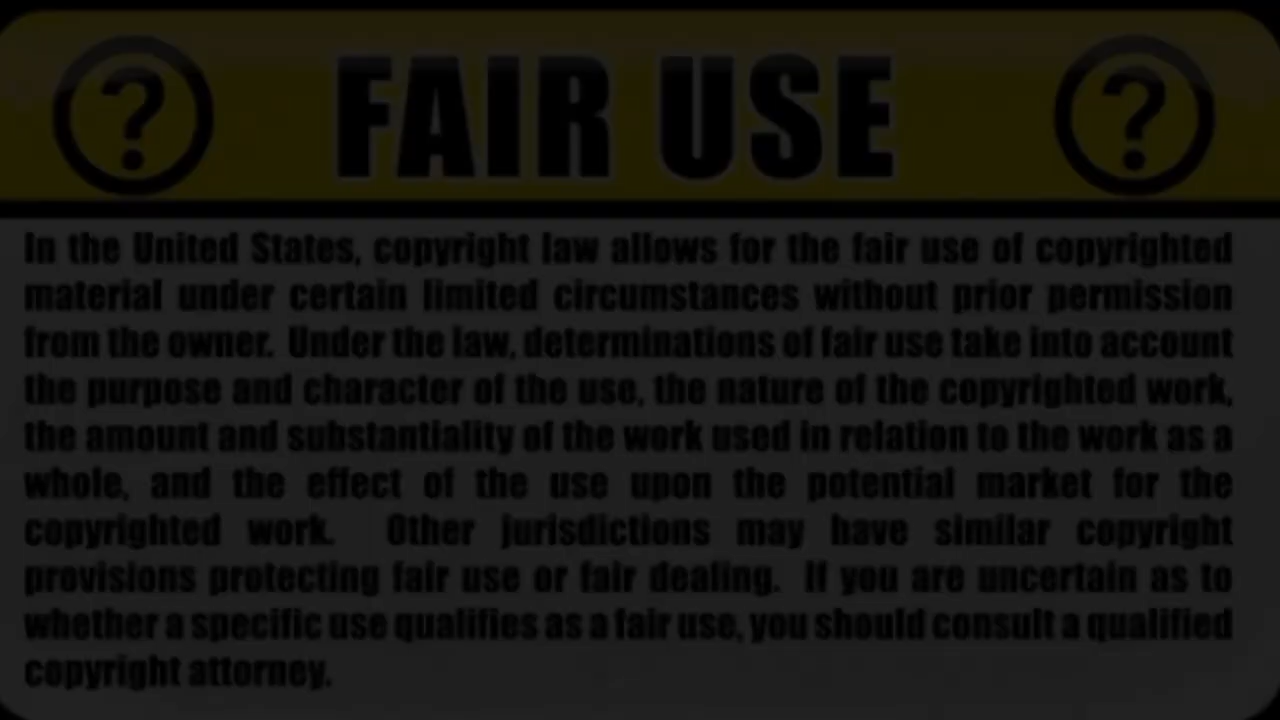 ? FAIR USE ?
In the United States, copyright law allows for the fair use of copyrighted
material under certain limited circumstances without prior permission
from the owner. Under the law, determinations of fair use take into account
the purpose and character of the use, the nature of the copyrighted work,
the amount and substantiality of the work used in relation to the work as a
whole, and the effect of the use upon the potential market for the
copyrighted work. Other jurisdictions may have similar copyright
provisions protecting fair use or fair dealing. If you are uncertain as to
whether a specific use qualifies as a fair use, you should consult a qualified
copyright attorney.